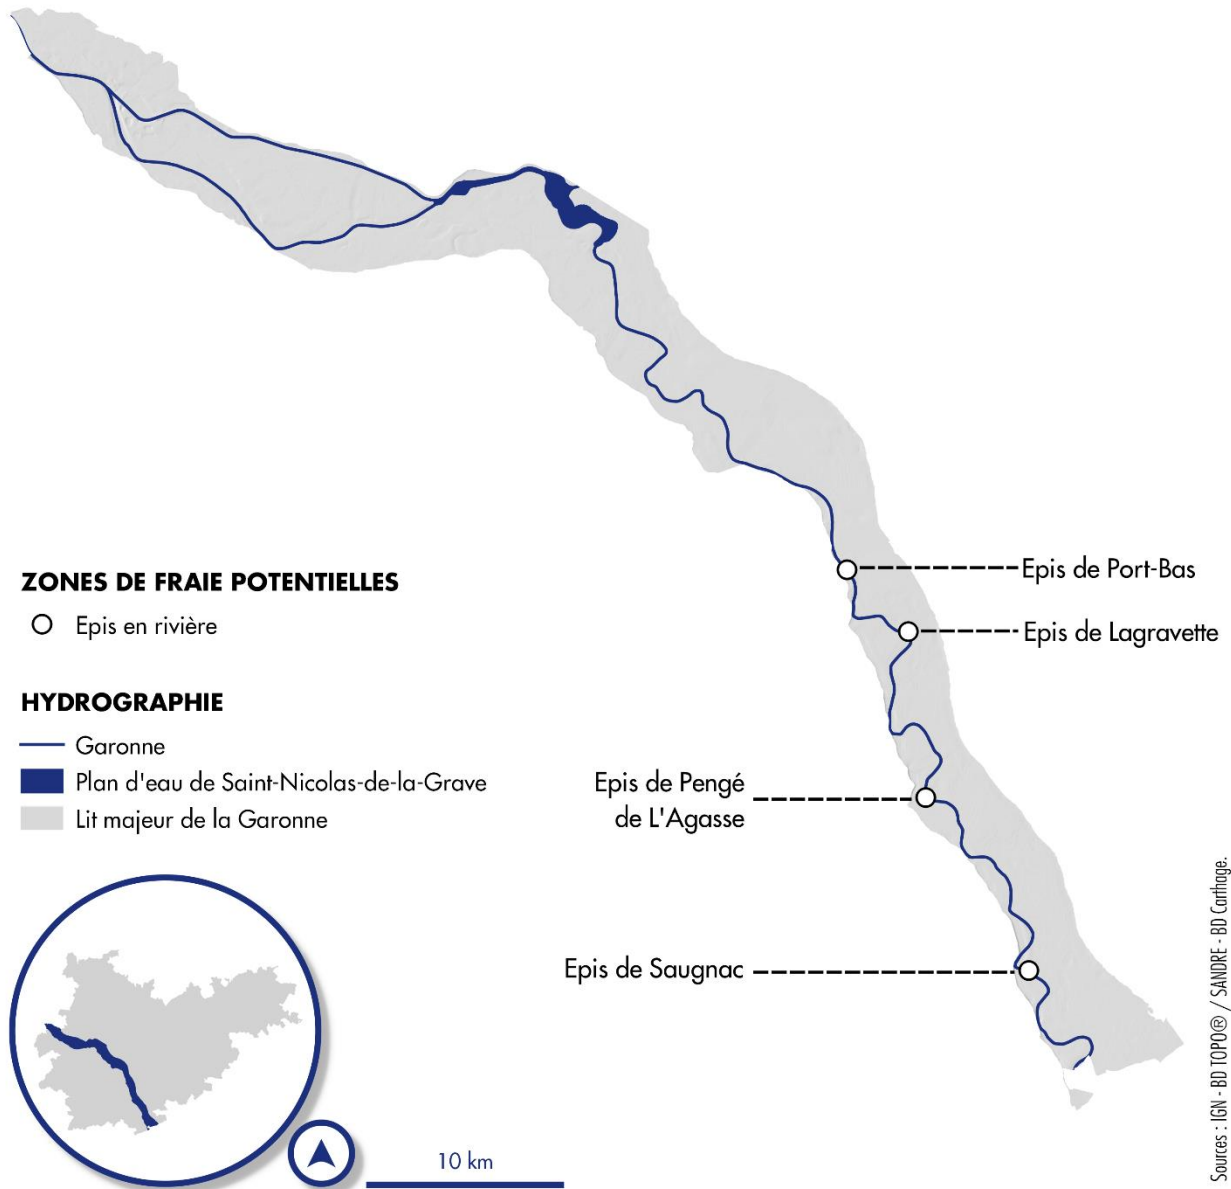 Epis de Port-Bas
Epis de Lagravette
Epis de Pengé
de L'Agasse
Epis de Saugnac
ZONES DE FRAIE POTENTIELLES
Epis en rivière
HYDROGRAPHIE
Garonne
Plan d'eau de Saint-Nicolas-de-la-Grave
Lit majeur de la Garonne
10 km
Sources : IGN - BD TOPO® / SANDRE - BD Carthage.